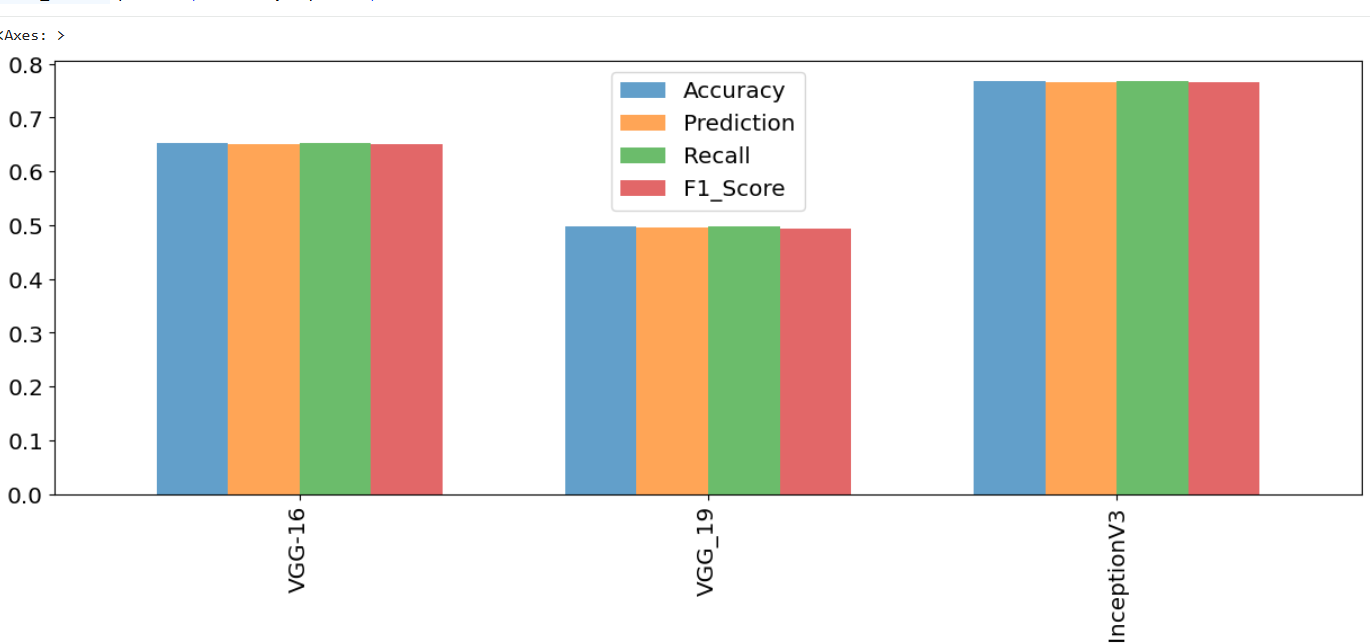 <Axes: >
0.8
0.7
0.6
0.5
0.4
0.3
0.2
0.1
0.0
Accuracy
Prediction
Recall
F1_Score
VGG-16
VGG_19
InceptionV3